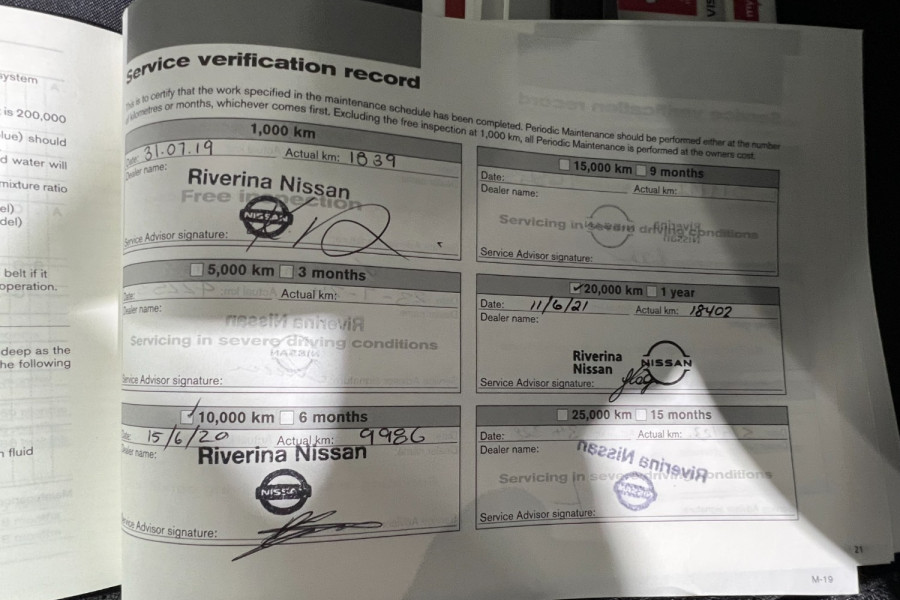 system
is 200,000
lue) should
d water will
mixture ratio
el)
del)
belt if it
operation.
deep as the
he following
n fluid
Service verification record
This is to certify that the work specified in the maintenance schedule has been completed. Periodic Maintenance should be performed either at the number
of kilometres or months, whichever comes first. Excluding the free inspection at 1,000 km, all Periodic Maintenance is performed at the owners cost.
1,000 km
Date: 31.07.19 Actual km: 1839
Dealer name:
Riverina Nissan
Free inspection
NISSAN
Service Advisor signature:
5,000 km 3 months
Date: Actual km:
Dealer name:
Servicing in severe driving conditions
Service Advisor signature:
10,000 km 6 months
Date: 15/6/20 Actual km: 9986
Dealer name:
Riverina Nissan
NISSAN
Service Advisor signature:
15,000 km 9 months
Date: Actual km:
Dealer name:
Servicing in severe driving conditions
Service Advisor signature:
20,000 km 1 year
Date: 11/6/21 Actual km: 18402
Dealer name:
Riverina
Nissan
NISSAN
Service Advisor signature:
25,000 km 15 months
Date: Actual km:
Dealer name:
Servicing in severe driving conditions
Service Advisor signature:
21
M-19